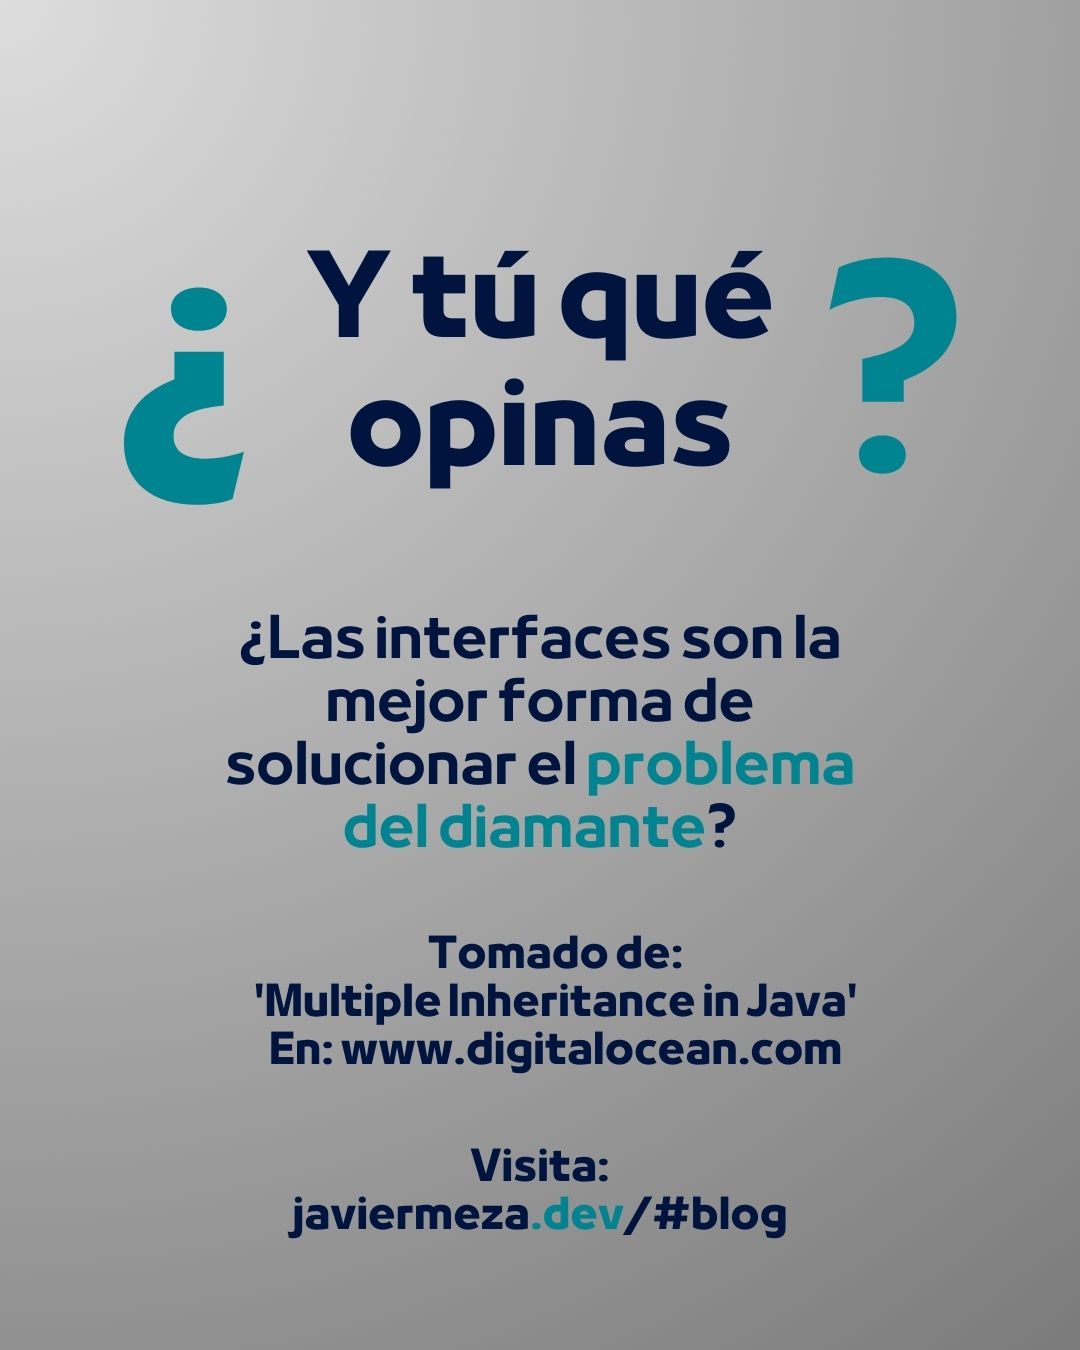 ¿Y tú qué
opinas?
¿Las interfaces son la
mejor forma de
solucionar el problema
del diamante?
Tomado de:
'Multiple Inheritance in Java'
En: www.digitalocean.com
Visita:
javiermeza.dev/#blog